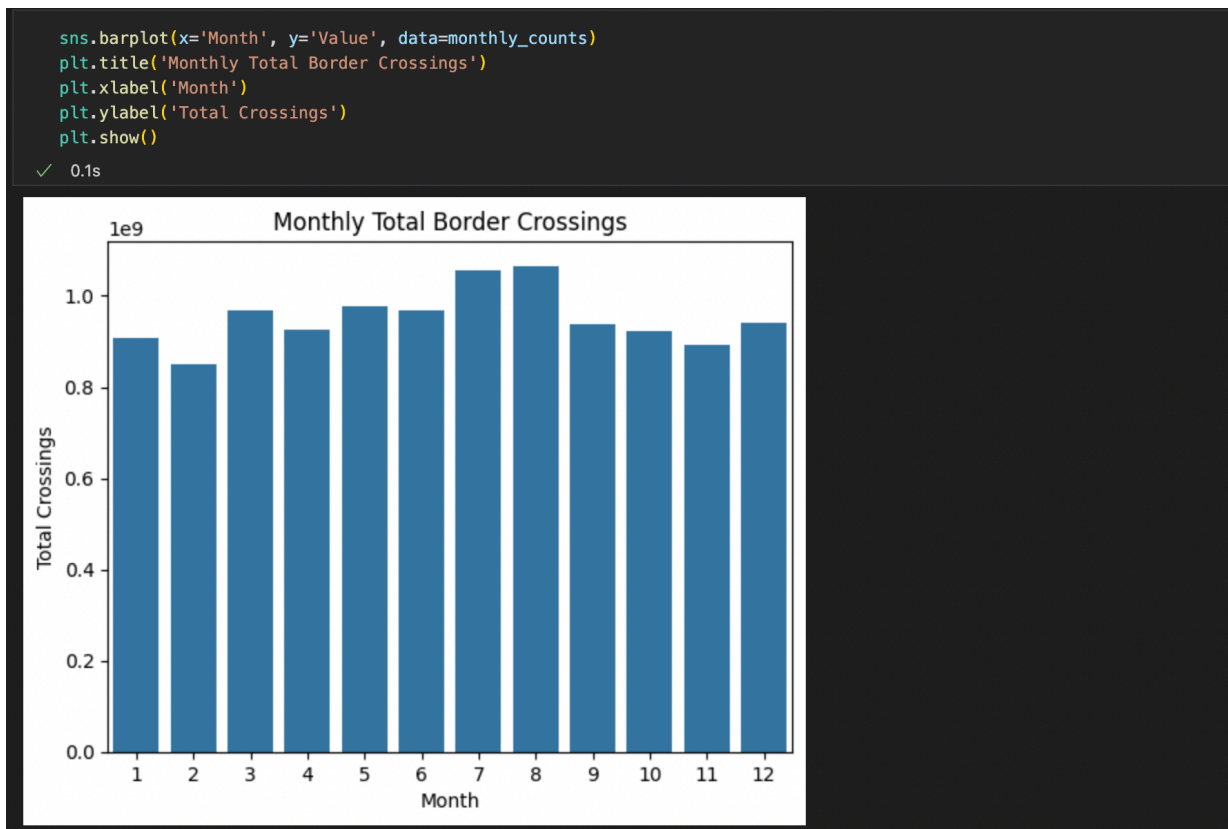 sns.barplot(x='Month', y='Value', data=monthly_counts)
plt.title('Monthly Total Border Crossings')
plt.xlabel('Month')
plt.ylabel('Total Crossings')
plt.show()
✓ 0.1s
Monthly Total Border Crossings
1e9
1.0
0.8
0.6
0.4
0.2
0.0
Total Crossings
1 2 3 4 5 6 7 8 9 10 11 12
Month